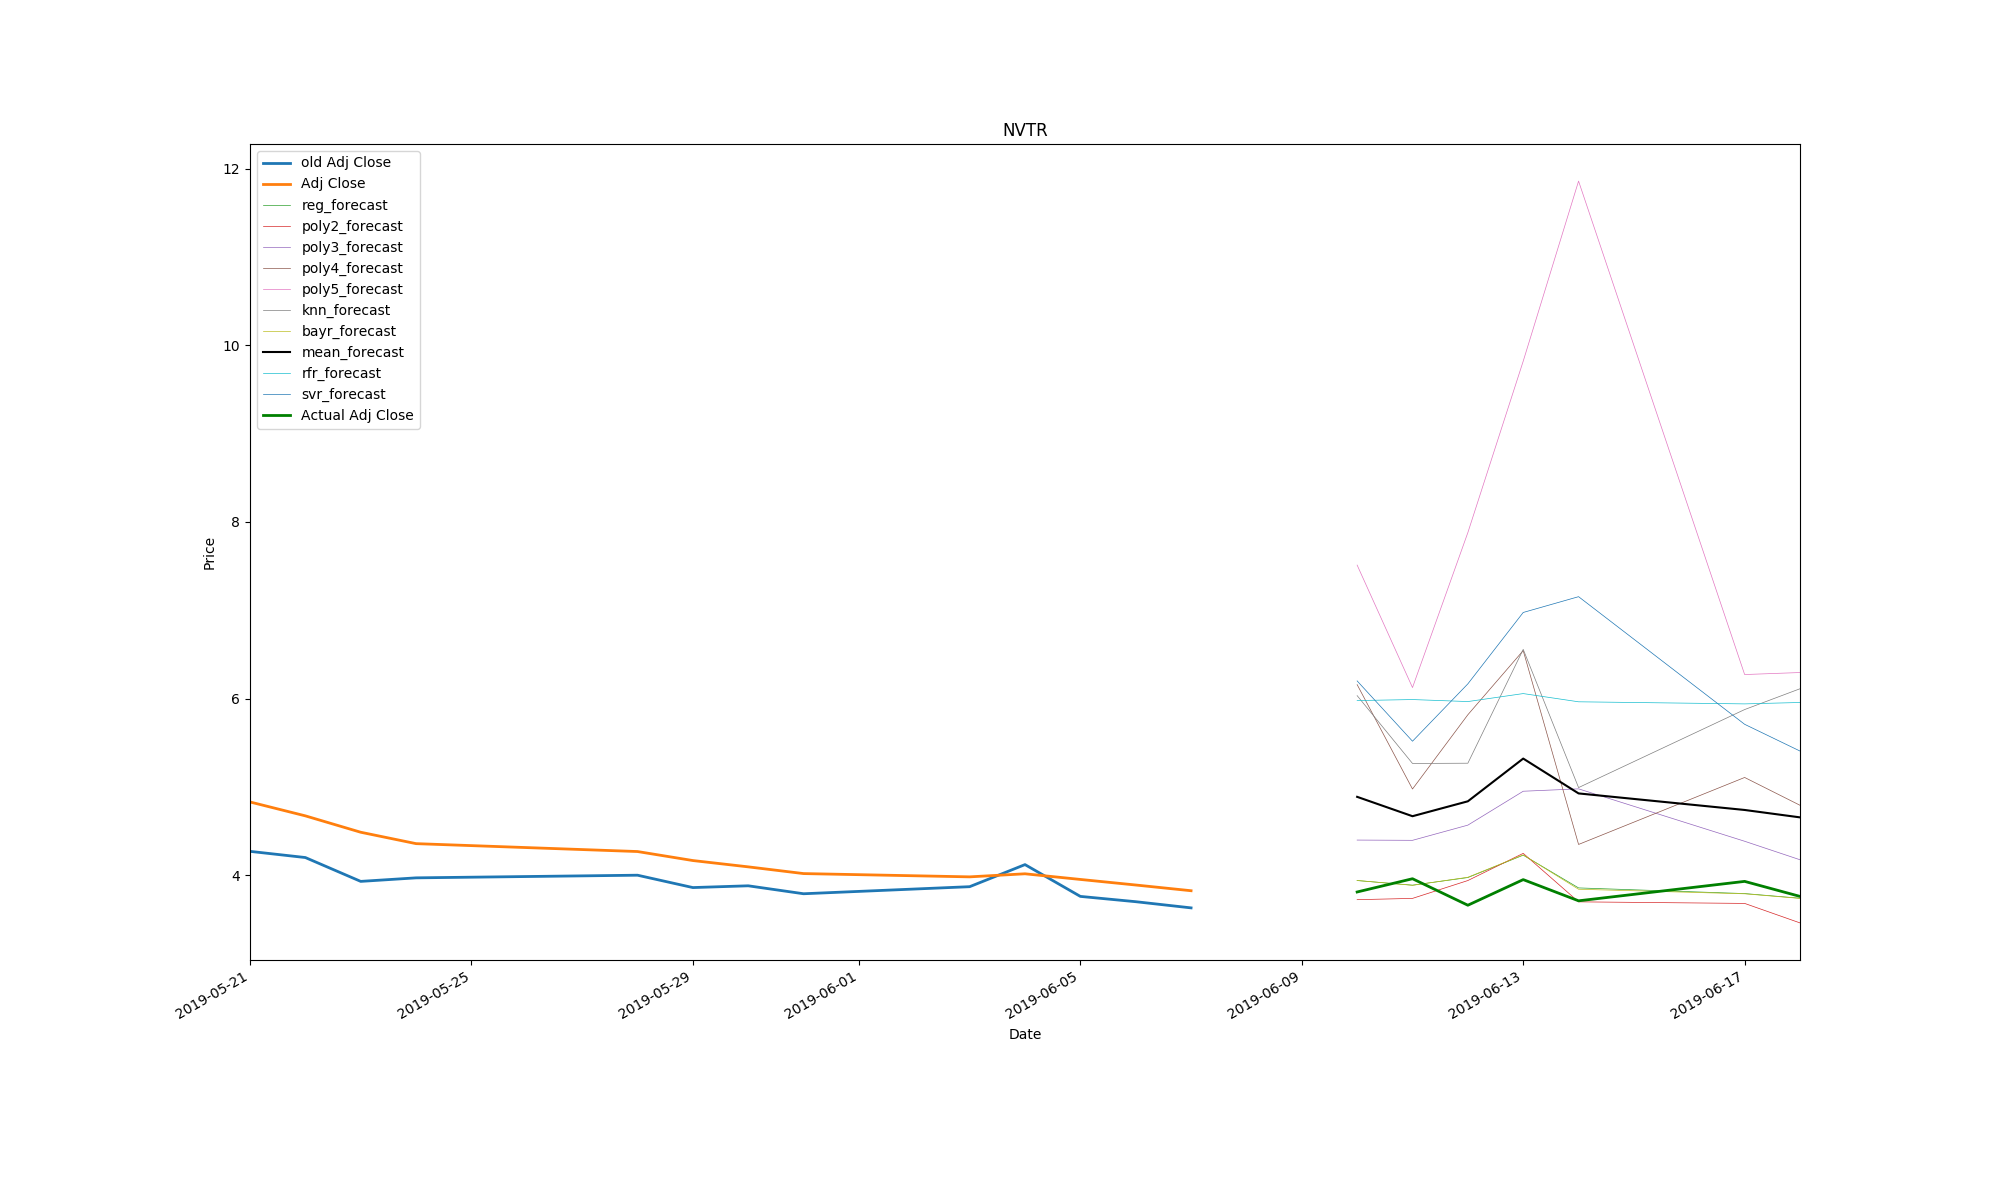 NVTR
old Adj Close
Adj Close
reg_forecast
poly2_forecast
poly3_forecast
poly4_forecast
poly5_forecast
knn_forecast
bayr_forecast
mean_forecast
rfr_forecast
svr_forecast
Actual Adj Close
12
10
8
6
4
Price
2019-05-21
2019-05-25
2019-05-29
2019-06-01
2019-06-05
2019-06-09
2019-06-13
2019-06-17
Date